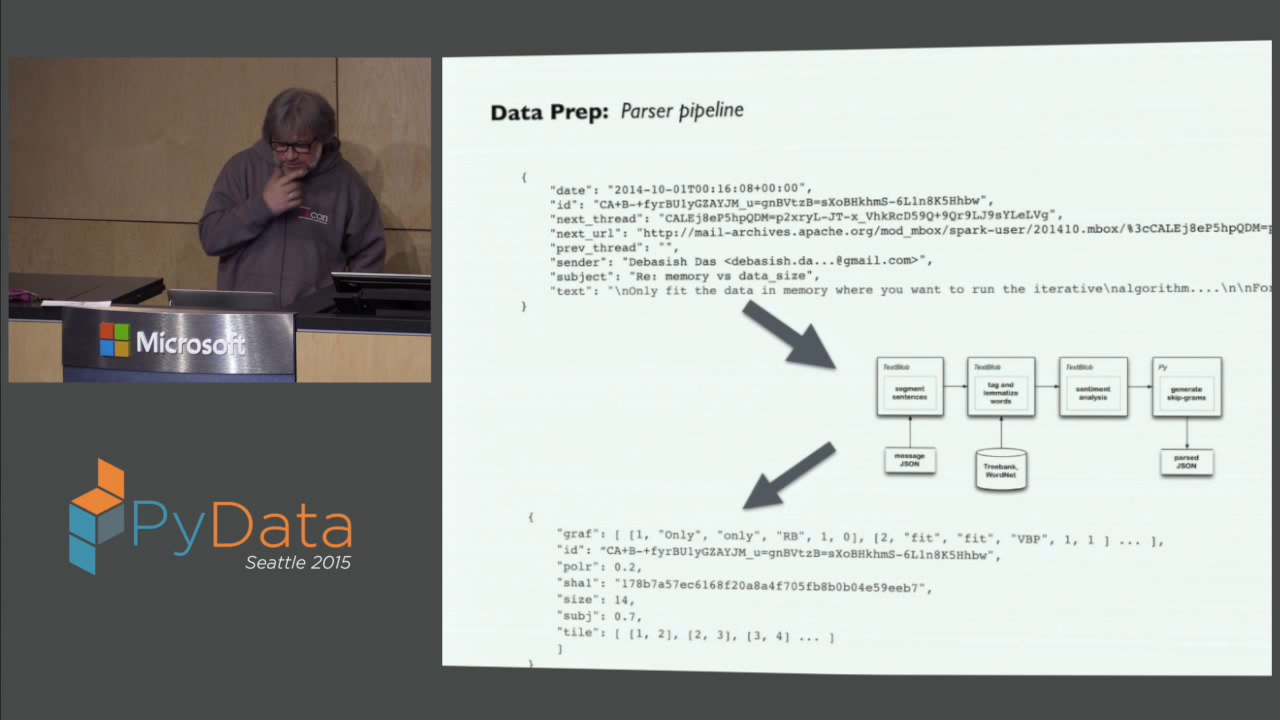 Data Prep: Parser pipeline
{
"date": "2014-10-01T00:16:08+00:00",
"id": "CA+B-+fyrBUlyGZAYJM_u=gnBVtzB=sXoBHkhmS-6L1n8K5Hhbw",
"next_thread": "CALEj8eP5hpQDM=p2xryL-JT-x_VhkRcD59Q+9Qr9LJ9sYLeLVg",
"next_url": "http://mail-archives.apache.org/mod_mbox/spark-user/201410.mbox/%3cCALEj8eP5hpQDM=p
"prev_thread": "",
"sender": "Debasish Das <debasish.da...@gmail.com>",
"subject": "Re: memory vs data_size",
"text": "\nOnly fit the data in memory where you want to run the iterative\nalgorithm....\n\nFor
}
TextBlob
segment
sentences
TextBlob
tag and
lemmatize
words
TextBlob
sentiment
analysis
Py
generate
skip-grams
message
JSON
Treebank,
WordNet
parsed
JSON
{
"graf": [ [1, "Only", "only", "RB", 1, 0], [2, "fit", "fit", "VBP", 1, 1 ] ... ],
"id": "CA+B-+fyrBUlyGZAYJM_u=gnBVtzB=sXoBHkhmS-6L1n8K5Hhbw",
"polr": 0.2,
"sha1": "178b7a57ec6168f20a8a4f705fb8b0b04e59eeb7",
"size": 14,
"subj": 0.7,
"tile": [ [1, 2], [2, 3], [3, 4] ... ]
]
}
con
Microsoft
PyData
Seattle 2015